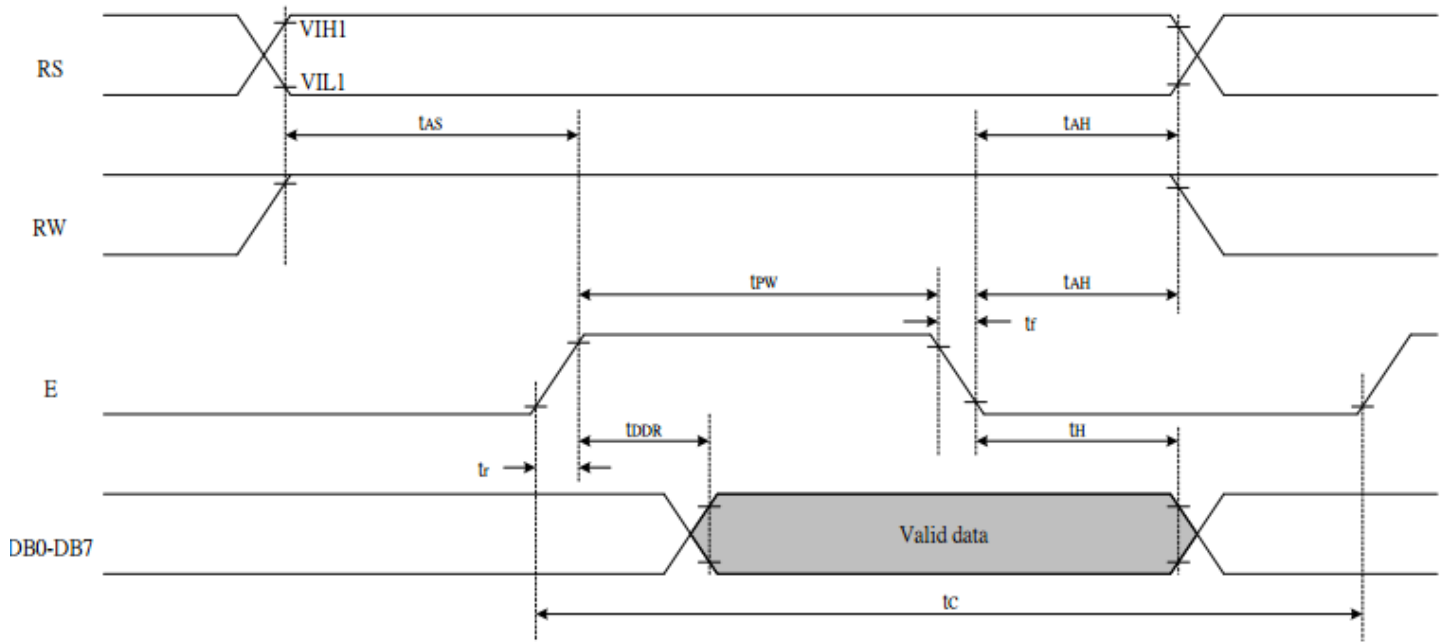 VIH1
RS
VIL1
tAS
tAH
RW
tPW
tAH
tf
E
tDDR
tH
tr
DB0-DB7
Valid data
tC